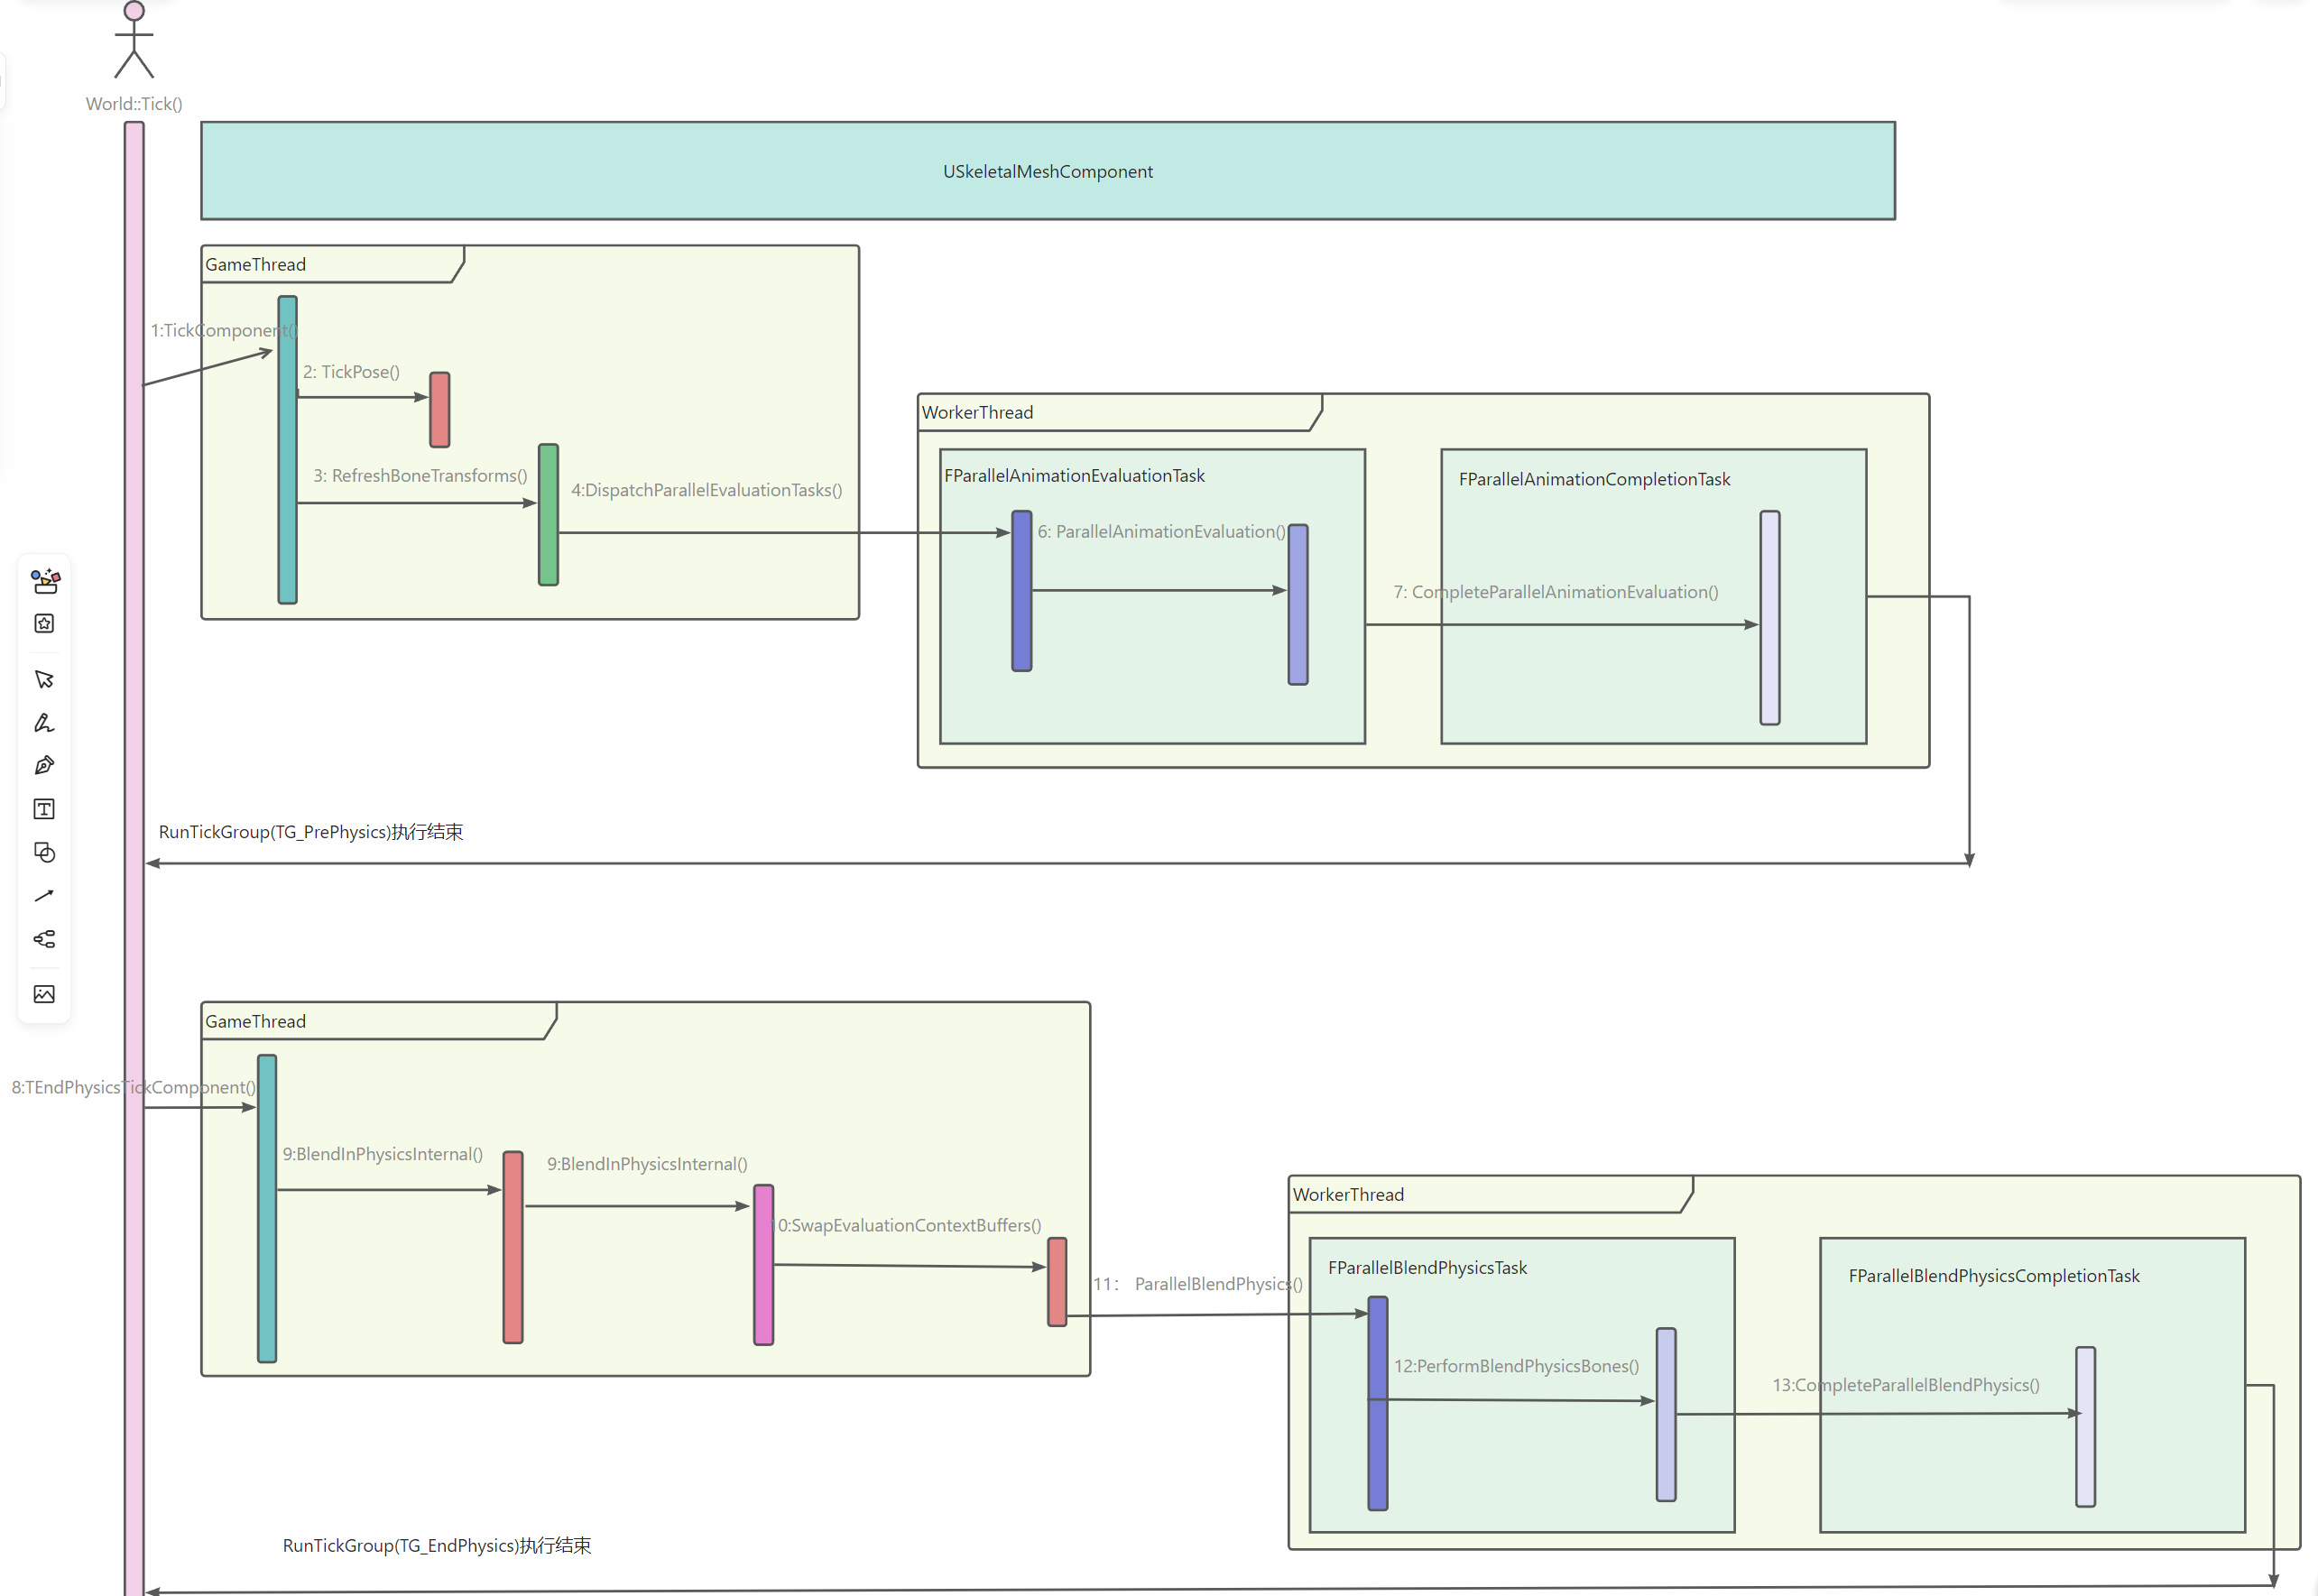 World::Tick()
USkeletalMeshComponent
GameThread
1:TickComponent()
2: TickPose()
3: RefreshBoneTransforms()
4:DispatchParallelEvaluationTasks()
WorkerThread
FParallelAnimationEvaluationTask
6: ParallelAnimationEvaluation()
FParallelAnimationCompletionTask
7: CompleteParallelAnimationEvaluation()
RunTickGroup(TG_PrePhysics)执行结束
GameThread
8:TEndPhysicsTickComponent()
9:BlendInPhysicsInternal()
9:BlendInPhysicsInternal()
0:SwapEvaluationContextBuffers()
11： ParallelBlendPhysics()
WorkerThread
FParallelBlendPhysicsTask
12:PerformBlendPhysicsBones()
FParallelBlendPhysicsCompletionTask
13:CompleteParallelBlendPhysics()
RunTickGroup(TG_EndPhysics)执行结束